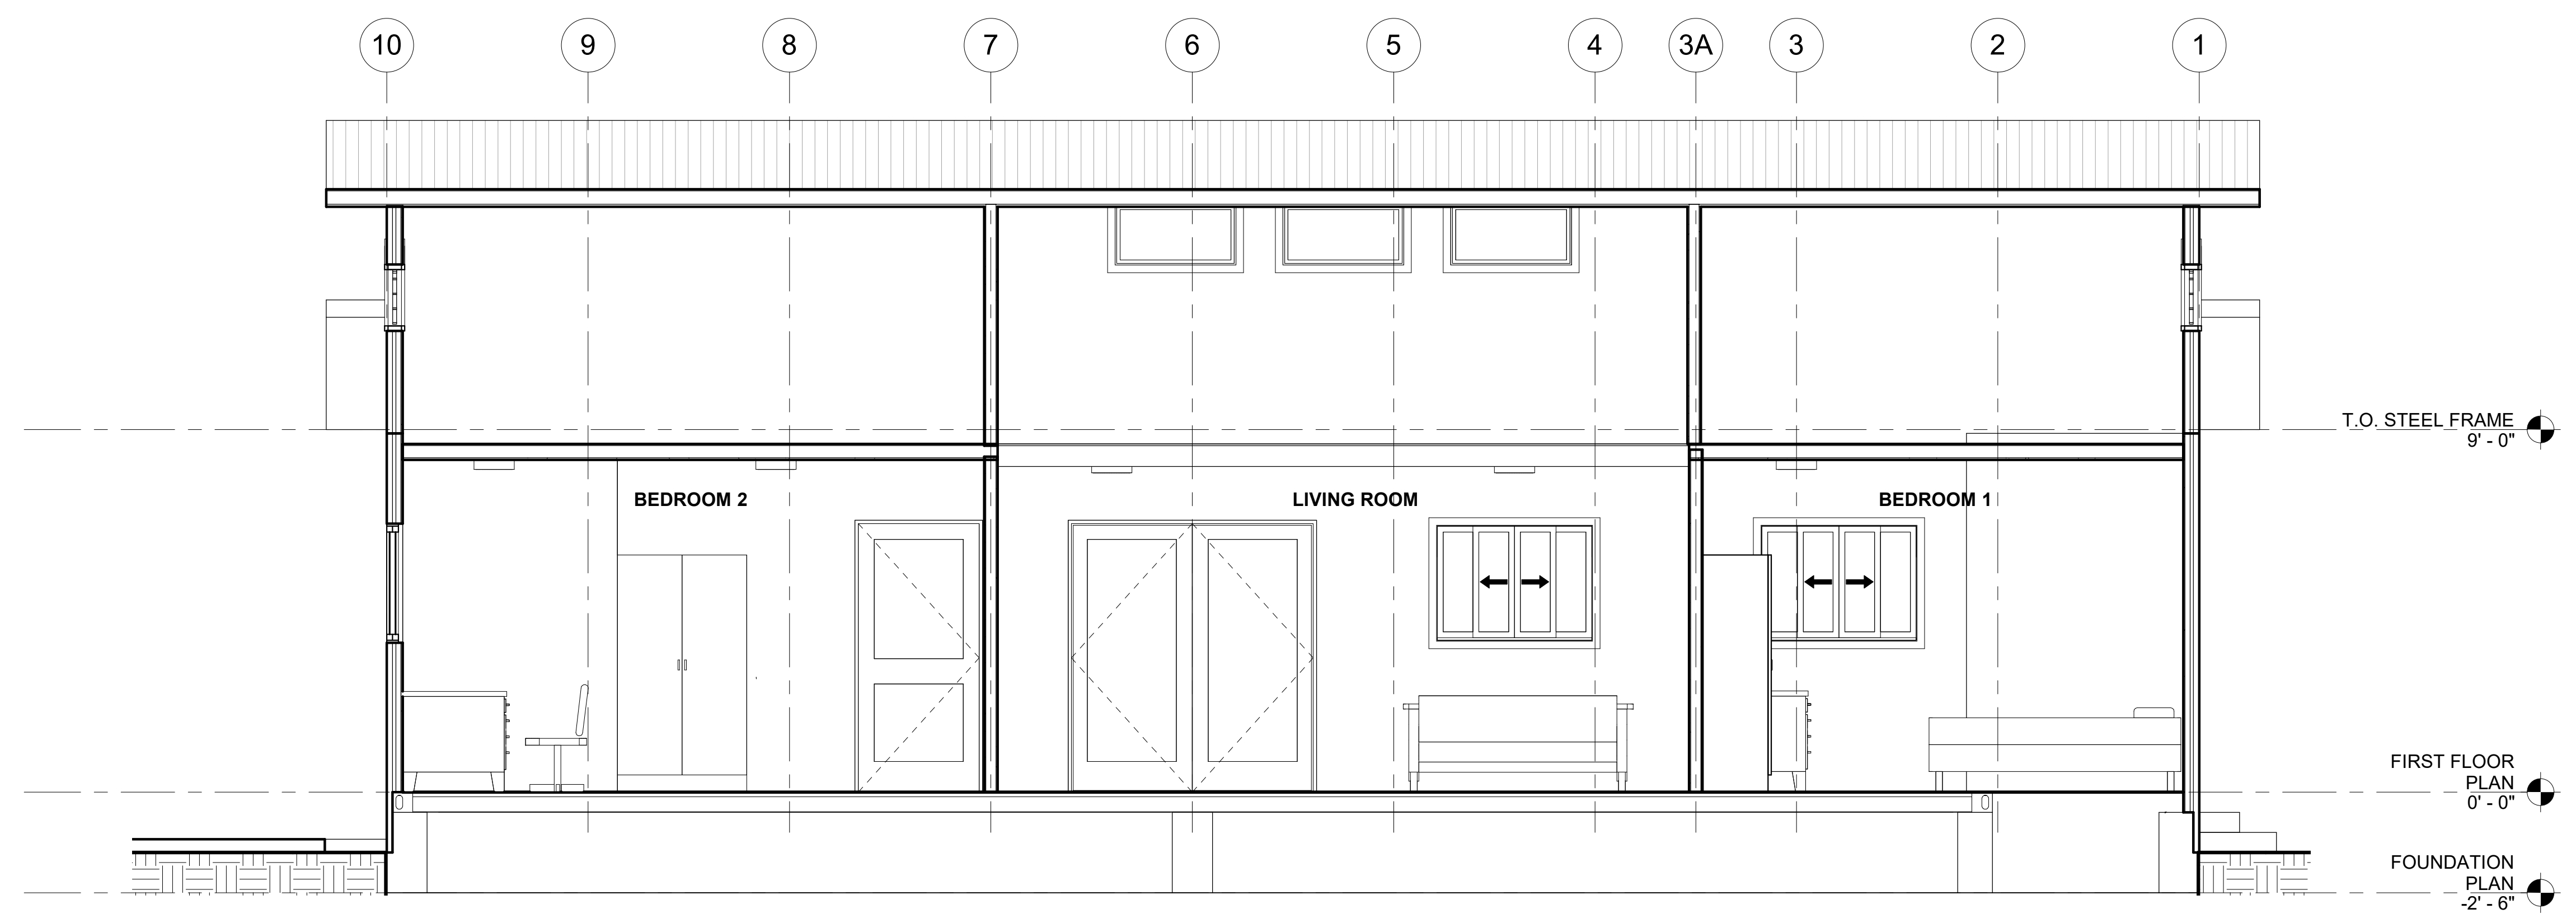 10 9 8 7 6 5 4 3A 3 2 1
T.O. STEEL FRAME
9' - 0"
BEDROOM 2 LIVING ROOM BEDROOM 1
FIRST FLOOR
PLAN
0' - 0"
FOUNDATION
PLAN
-2' - 6"